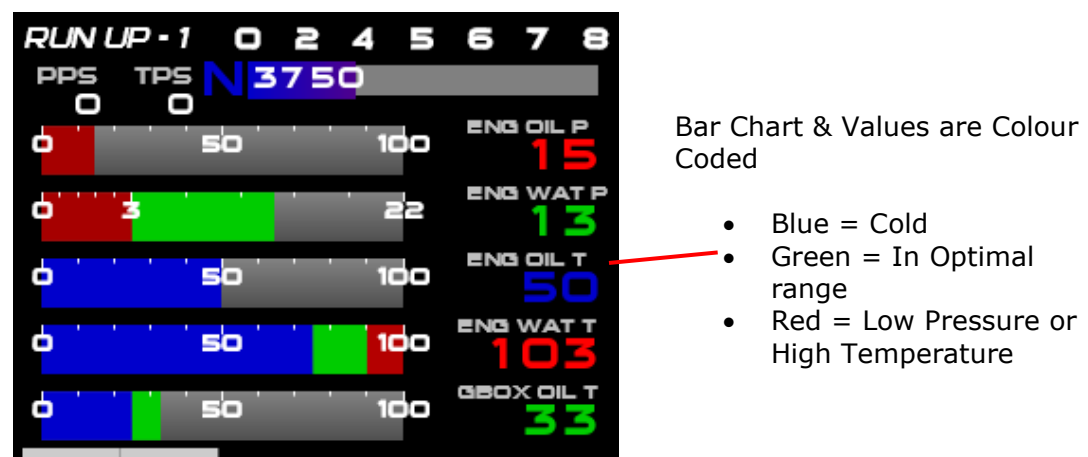 RUN UP - 1 0 2 4 5 6 7 8
PPS TPS N 3750
0 0
ENG OIL P
0 50 100 15
ENG WAT P
0 3 22 13
ENG OIL T
0 50 100 50
ENG WAT T
0 50 100 103
GBOX OIL T
0 50 100 33
Bar Chart & Values are Colour
Coded
• Blue = Cold
• Green = In Optimal
range
• Red = Low Pressure or
High Temperature